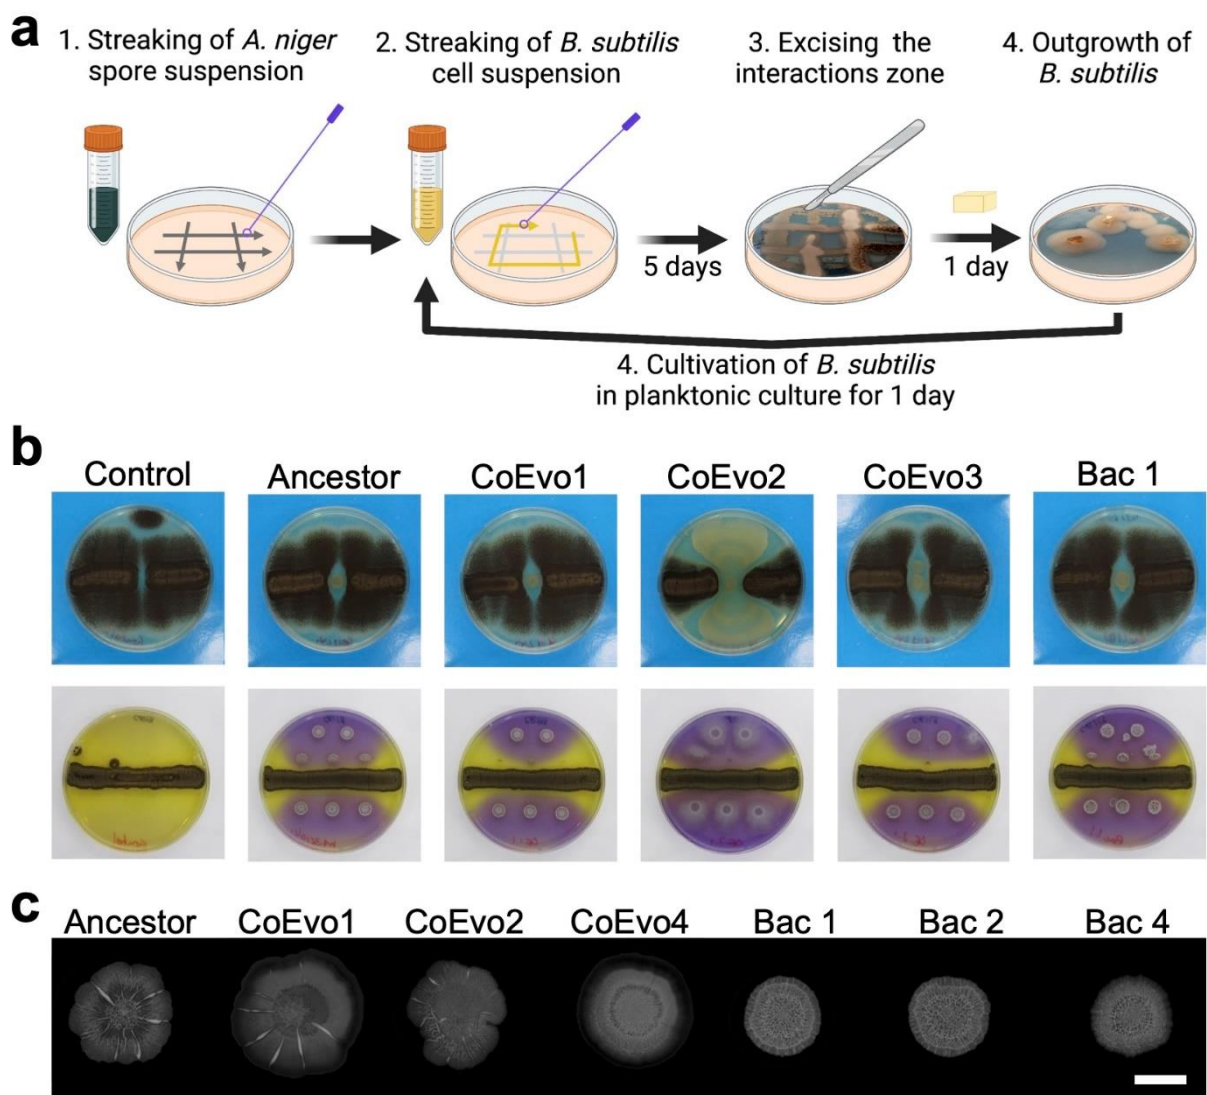 a
1. Streaking of A. niger
spore suspension
2. Streaking of B. subtilis
cell suspension
3. Excising the
interactions zone
4. Outgrowth of
B. subtilis
5 days
1 day
4. Cultivation of B. subtilis
in planktonic culture for 1 day
b
Control
Ancestor
CoEvo1
CoEvo2
CoEvo3
Bac 1
c
Ancestor
CoEvo1
CoEvo2
CoEvo4
Bac 1
Bac 2
Bac 4